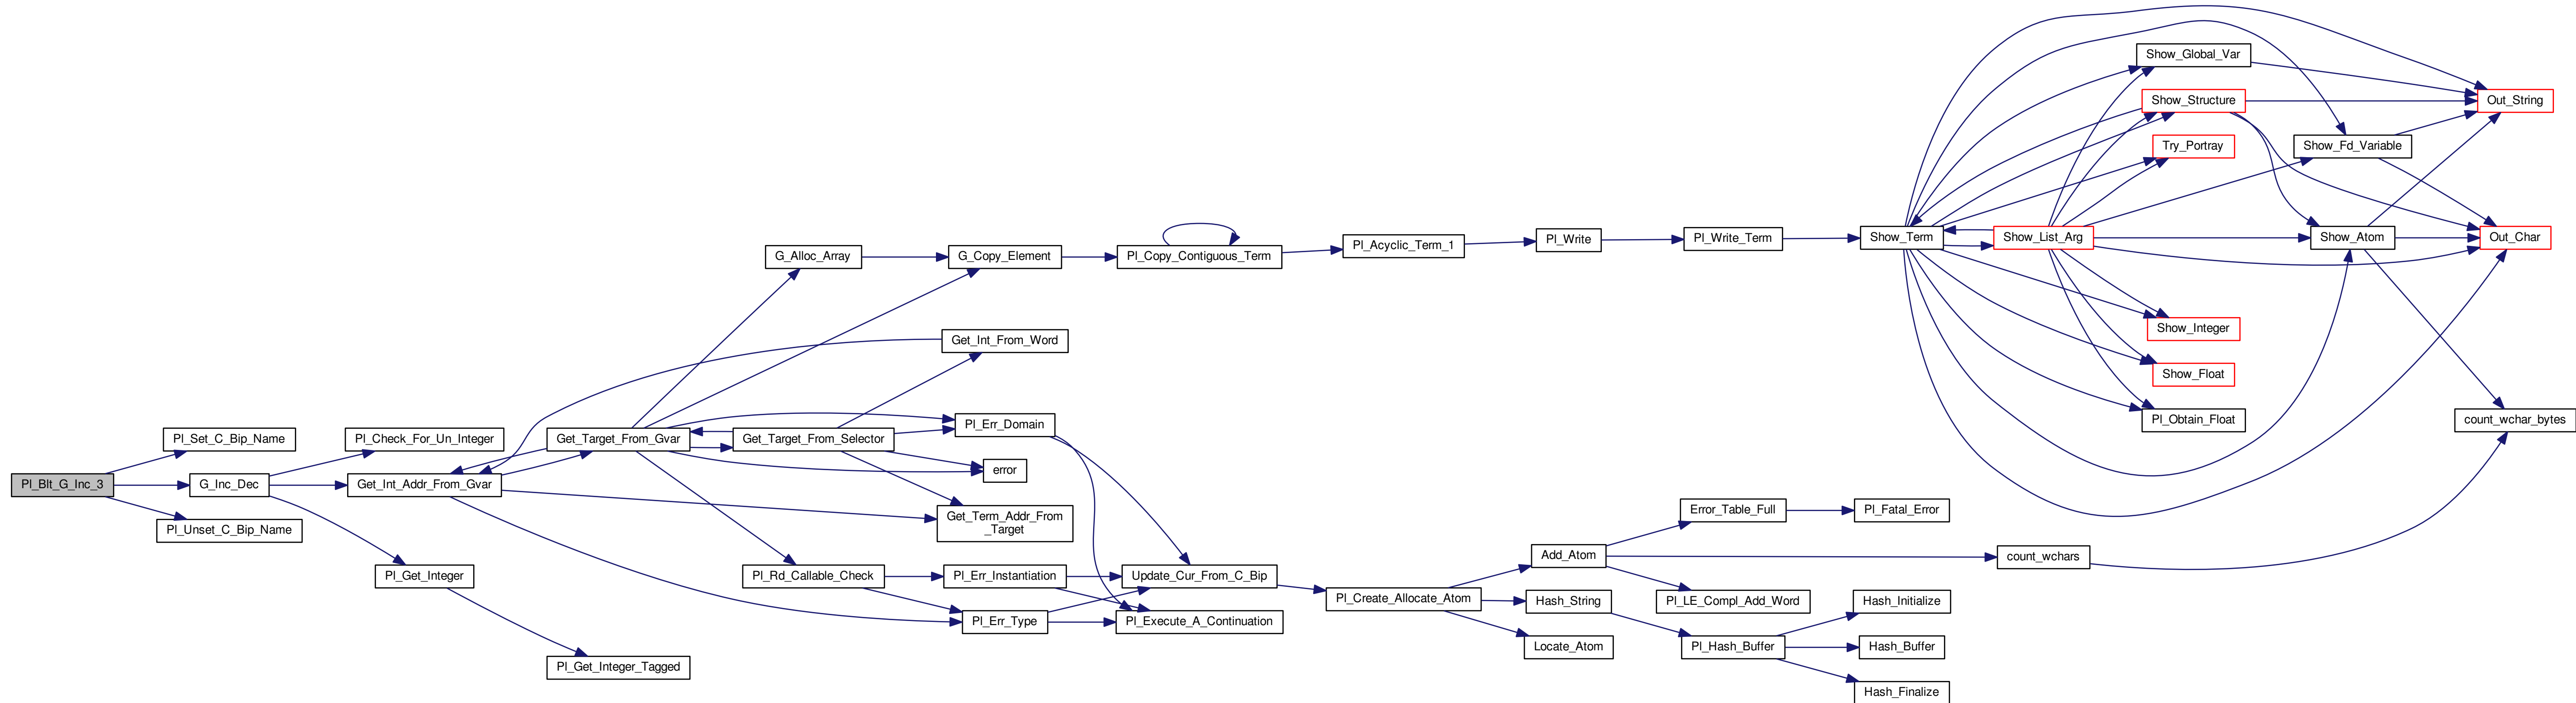 Pl_Blt_G_Inc_3
Pl_Set_C_Bip_Name
G_Inc_Dec
Pl_Unset_C_Bip_Name
Pl_Check_For_Un_Integer
Get_Int_Addr_From_Gvar
Pl_Get_Integer
Pl_Get_Integer_Tagged
Get_Target_From_Gvar
G_Alloc_Array
Get_Target_From_Selector
Pl_Rd_Callable_Check
G_Copy_Element
Get_Int_From_Word
Pl_Err_Domain
error
Get_Term_Addr_From
_Target
Pl_Err_Instantiation
Pl_Err_Type
Pl_Copy_Contiguous_Term
Update_Cur_From_C_Bip
Pl_Execute_A_Continuation
Pl_Acyclic_Term_1
Pl_Create_Allocate_Atom
Pl_Write
Add_Atom
Hash_String
Locate_Atom
Pl_Write_Term
Error_Table_Full
Pl_LE_Compl_Add_Word
Pl_Hash_Buffer
Show_Term
Pl_Fatal_Error
Hash_Initialize
Hash_Buffer
Hash_Finalize
Show_List_Arg
count_wchars
Show_Global_Var
Show_Structure
Try_Portray
Show_Integer
Show_Float
Pl_Obtain_Float
Show_Fd_Variable
Show_Atom
Out_String
Out_Char
count_wchar_bytes